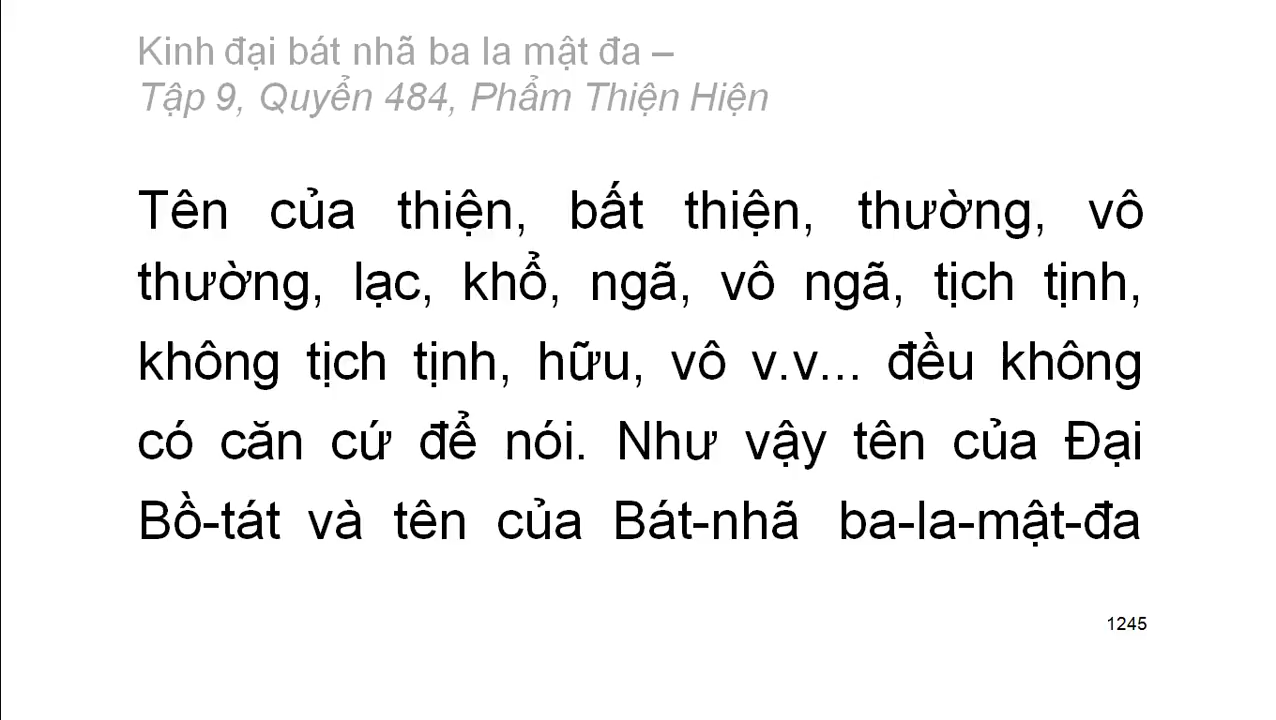 Kinh đại bát nhã ba la mật đa –
Tập 9, Quyển 484, Phẩm Thiện Hiện
Tên của thiện, bất thiện, thường, vô
thường, lạc, khổ, ngã, vô ngã, tịch tịnh,
không tịch tịnh, hữu, vô v.v... đều không
có căn cứ để nói. Như vậy tên của Đại
Bồ-tát và tên của Bát-nhã ba-la-mật-đa
1245